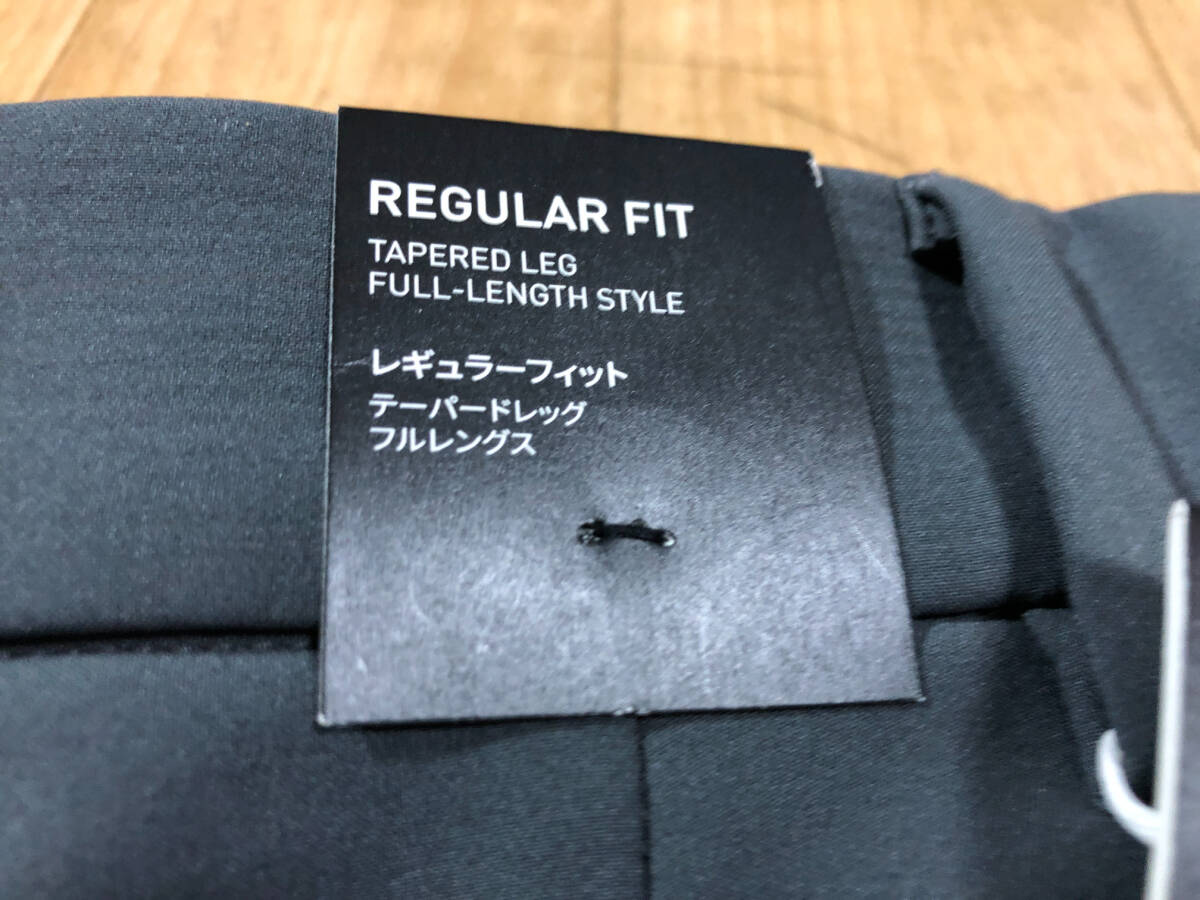 REGULAR FIT
TAPERED LEG
FULL-LENGTH STYLE
レギュラーフィット
テーパードレッグ
フルレングス